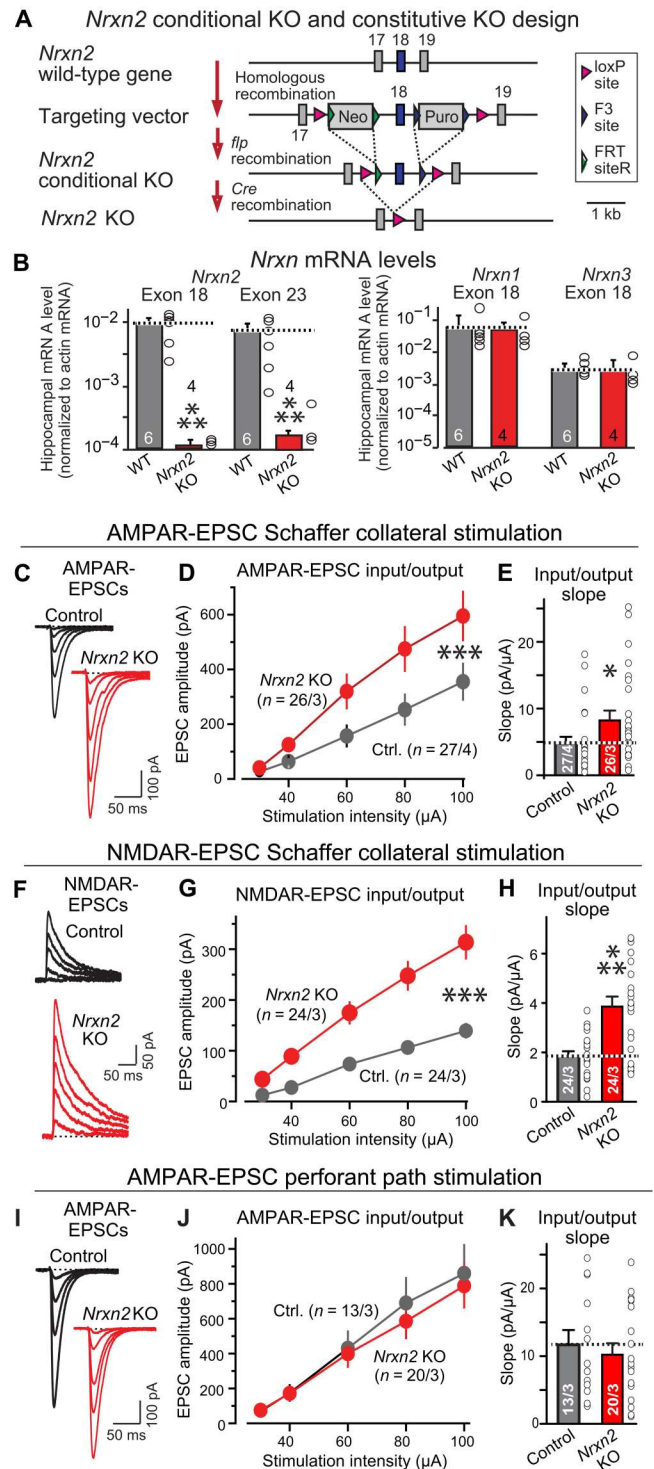 A Nrxn2 conditional KO and constitutive KO design
Nrxn2
wild-type gene
17 18 19
Homologous
recombination
Targeting vector
17
Neo
18
Puro
19
flp
recombination
Nrxn2
conditional KO
Cre
recombination
Nrxn2 KO
loxP
site
F3
site
FRT
siteR
1 kb
B Nrxn mRNA levels
Nrxn2
Exon 18 Exon 23
Hippocampal mRN A level
(normalized to actin mRNA)
10⁻²
10⁻³
10⁻⁴
6
4
*
**
6
4
*
**
WT
Nrxn2
KO
WT
Nrxn2
KO
Nrxn1
Exon 18
Nrxn3
Exon 18
Hippocampal mRN A level
(normalized to actin mRNA)
10⁻¹
10⁻²
10⁻³
10⁻⁴
10⁻⁵
6 4 6 4
WT
Nrxn2
KO
WT
Nrxn2
KO
AMPAR-EPSC Schaffer collateral stimulation
C AMPAR-
EPSCs
Control
Nrxn2 KO
100 pA
50 ms
D AMPAR-EPSC input/output
EPSC amplitude (pA)
600
400
200
0
Nrxn2 KO
(n = 26/3)
***
Ctrl. (n = 27/4)
40 60 80 100
Stimulation intensity (µA)
E Input/output
slope
Slope (pA/µA)
20
10
0
*
27/4
26/3
Control
Nrxn2
KO
NMDAR-EPSC Schaffer collateral stimulation
F NMDAR-
EPSCs
Control
Nrxn2
KO
50 pA
50 ms
G NMDAR-EPSC input/output
EPSC amplitude (pA)
300
200
100
0
Nrxn2 KO
(n = 24/3)
***
Ctrl. (n = 24/3)
40 60 80 100
Stimulation intensity (µA)
H Input/output
slope
Slope (pA/µA)
6
4
2
0
*
**
24/3
24/3
Control
Nrxn2
KO
AMPAR-EPSC perforant path stimulation
I AMPAR-
EPSCs
Control
Nrxn2 KO
100 pA
50 ms
J AMPAR-EPSC input/output
EPSC amplitude (pA)
1000
800
600
400
200
0
Ctrl. (n = 13/3)
Nrxn2 KO
(n = 20/3)
40 60 80 100
Stimulation intensity (µA)
K Input/output
slope
Slope (pA/µA)
20
10
0
13/3
20/3
Control
Nrxn2
KO